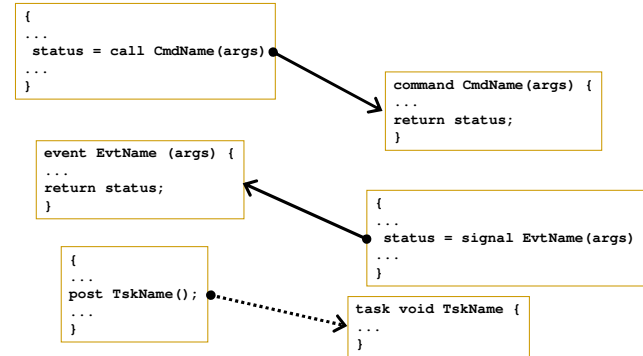 {
...
status = call CmdName(args)
...
}
command CmdName(args) {
...
return status;
}
event EvtName (args) {
...
return status;
}
{
...
status = signal EvtName(args)
...
}
{
...
post TskName();
...
}
task void TskName {
...
}